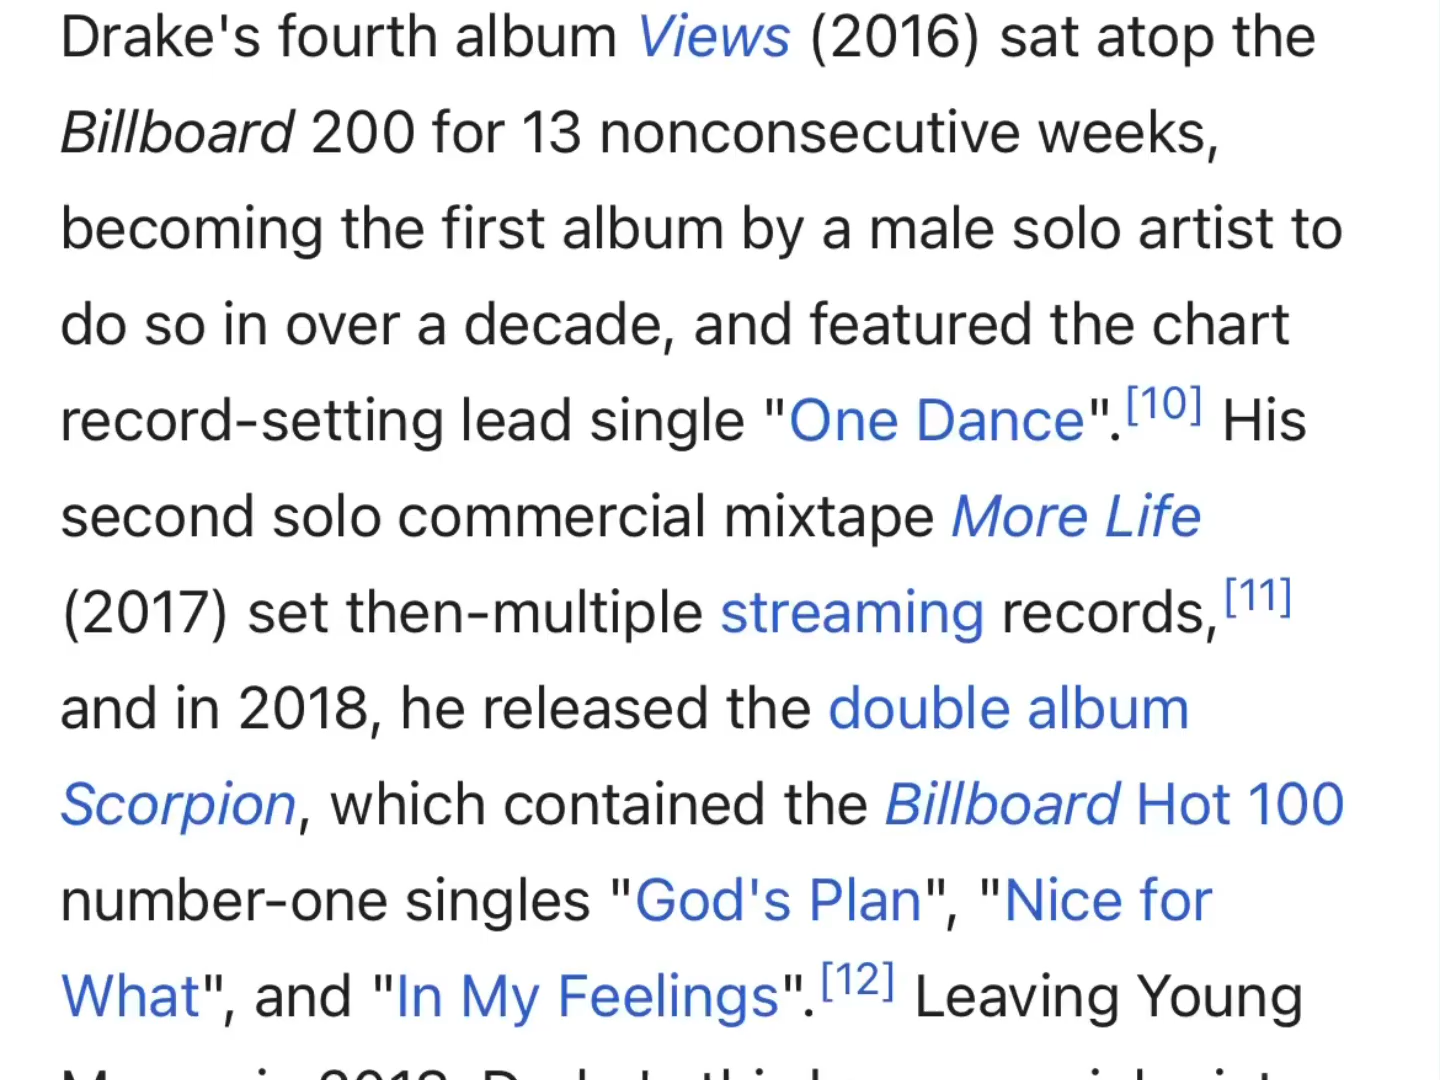 Drake's fourth album Views (2016) sat atop the
Billboard 200 for 13 nonconsecutive weeks,
becoming the first album by a male solo artist to
do so in over a decade, and featured the chart
record-setting lead single "One Dance".[10] His
second solo commercial mixtape More Life
(2017) set then-multiple streaming records,[11]
and in 2018, he released the double album
Scorpion, which contained the Billboard Hot 100
number-one singles "God's Plan", "Nice for
What", and "In My Feelings".[12] Leaving Young